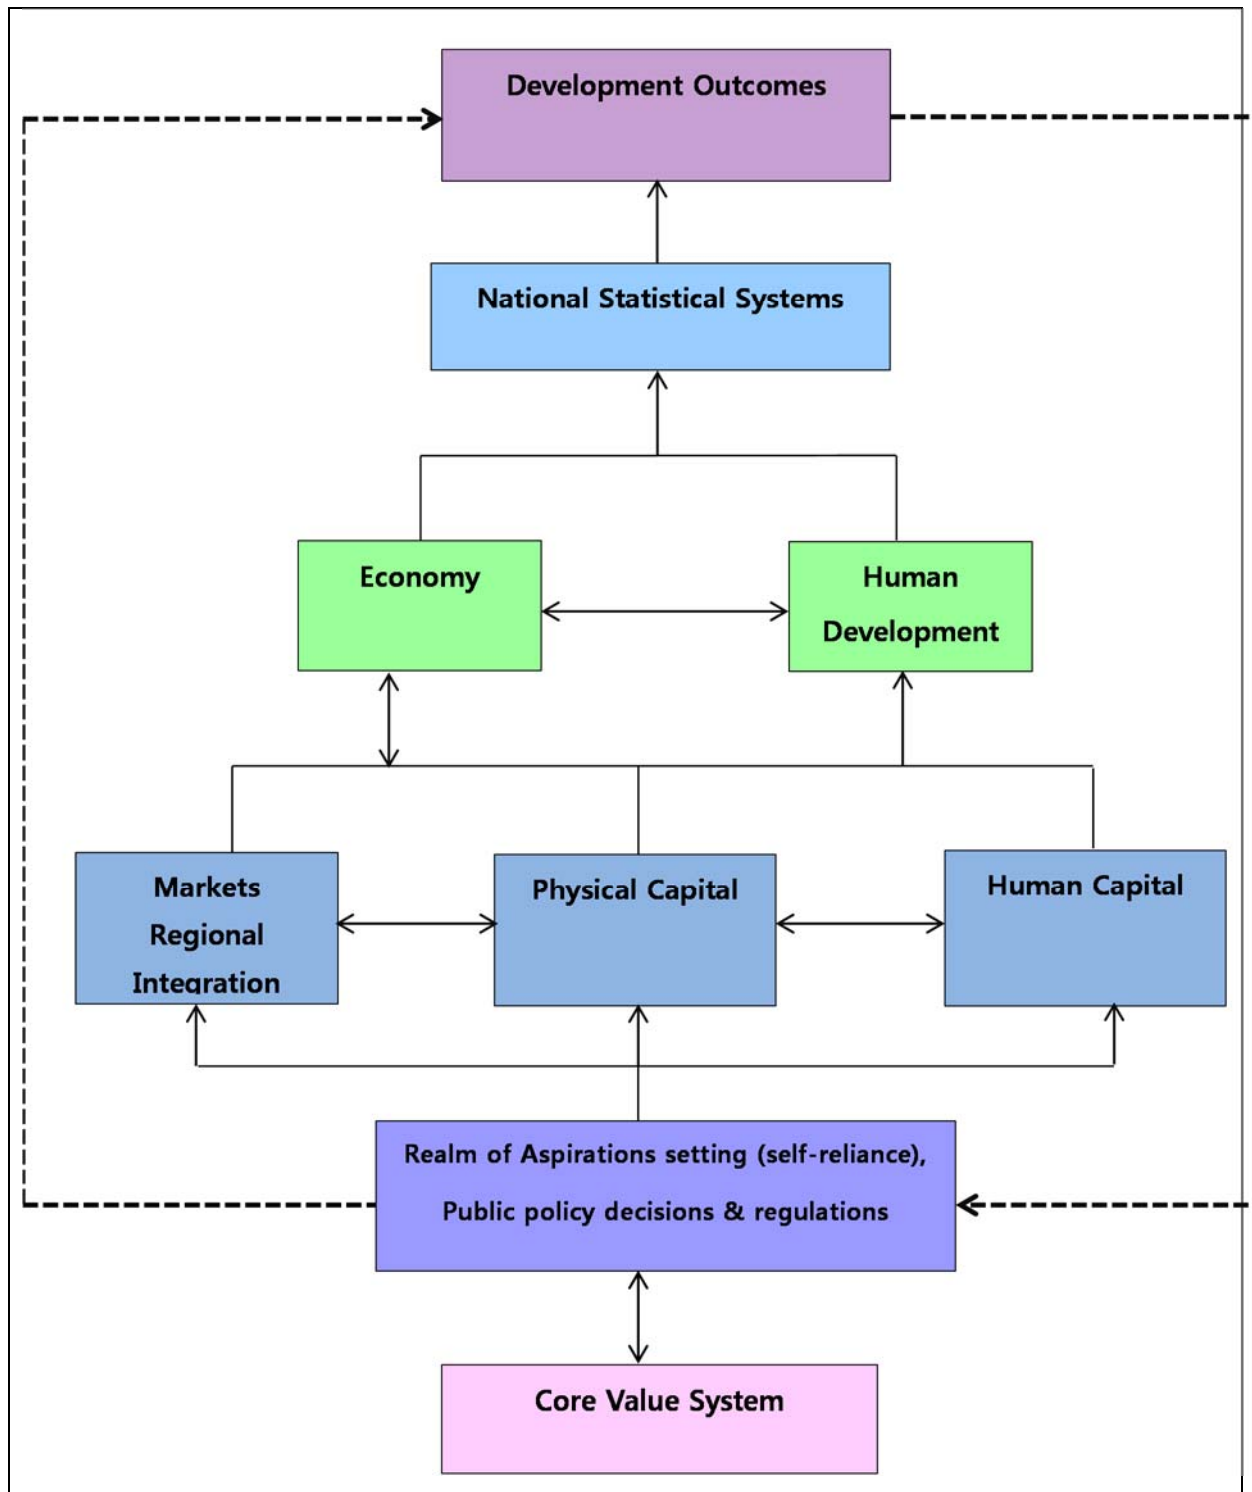 Development Outcomes
National Statistical Systems
Economy
Human
Development
Markets
Regional
Integration
Physical Capital
Human Capital
Realm of Aspirations setting (self-reliance),
Public policy decisions & regulations
Core Value System